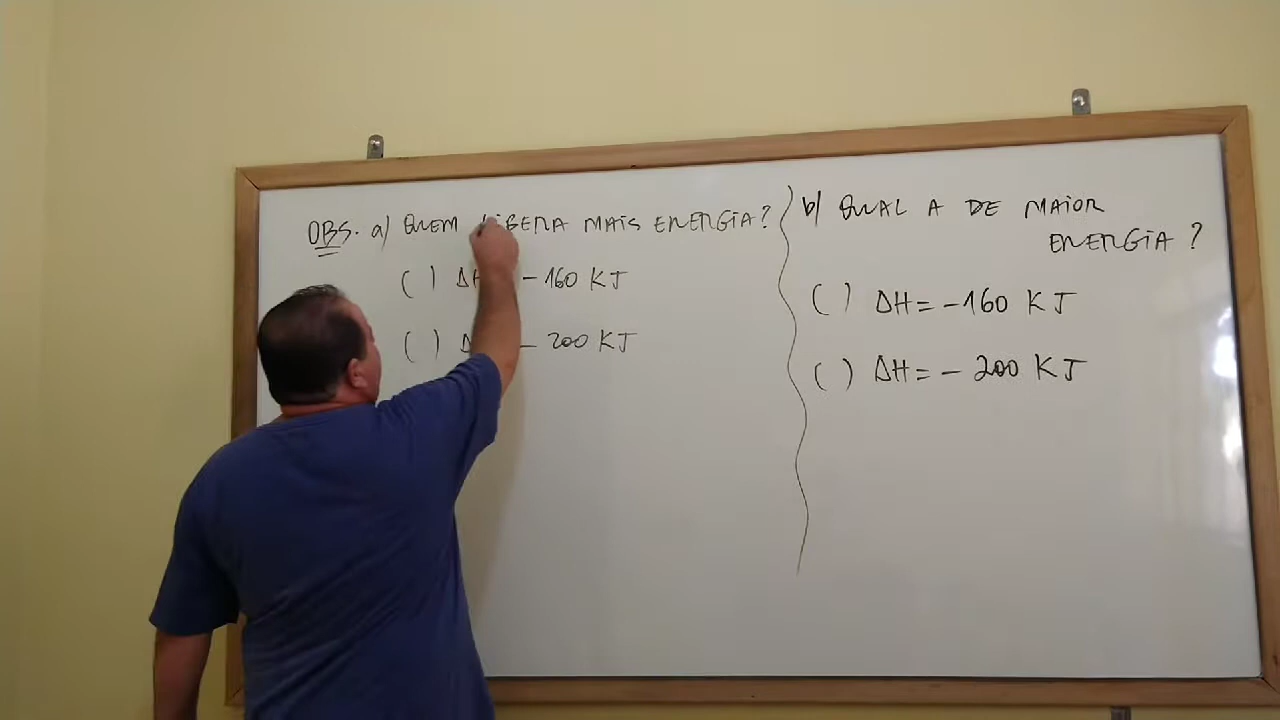 OBS. a) QUEM LIBERA MAIS ENERGIA?
( ) ΔH - 160 KJ
( ) Δ - 200 KJ
b) QUAL A DE MAIOR
ENERGIA?
( ) ΔH = - 160 KJ
( ) ΔH = - 200 KJ